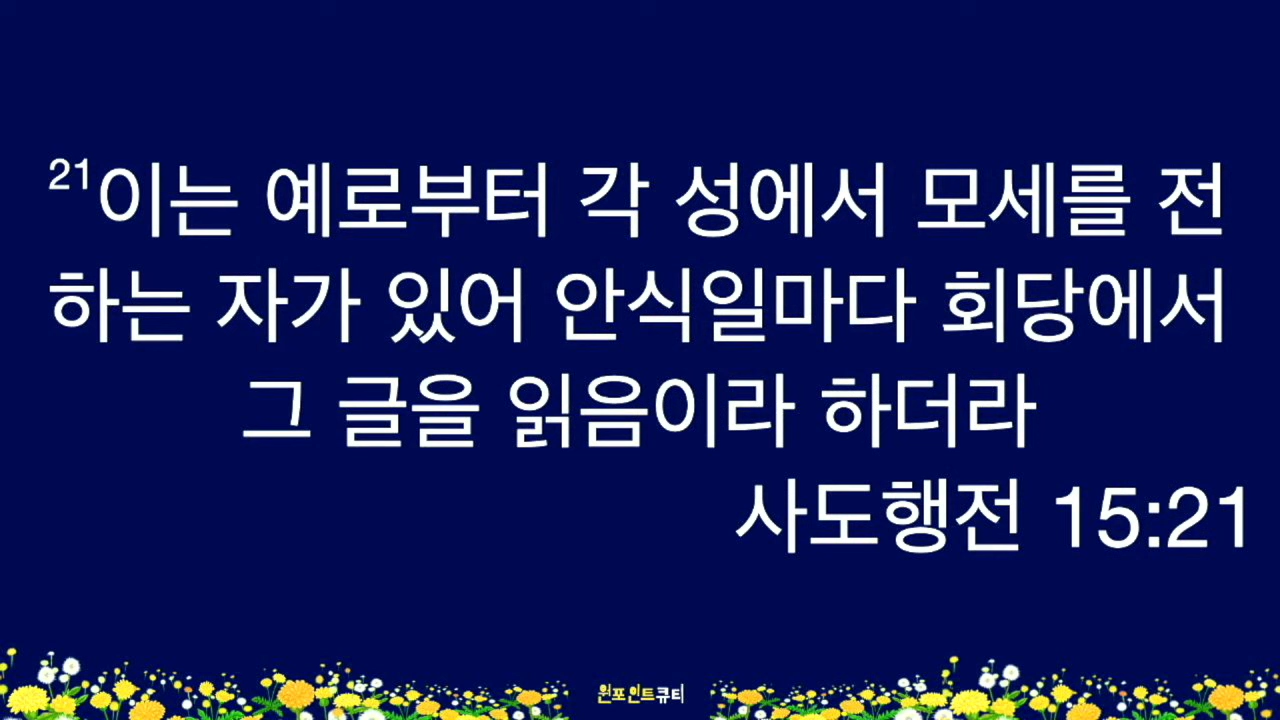 21이는 예로부터 각 성에서 모세를 전
하는 자가 있어 안식일마다 회당에서
그 글을 읽음이라 하더라
사도행전 15:21
원포인트큐티